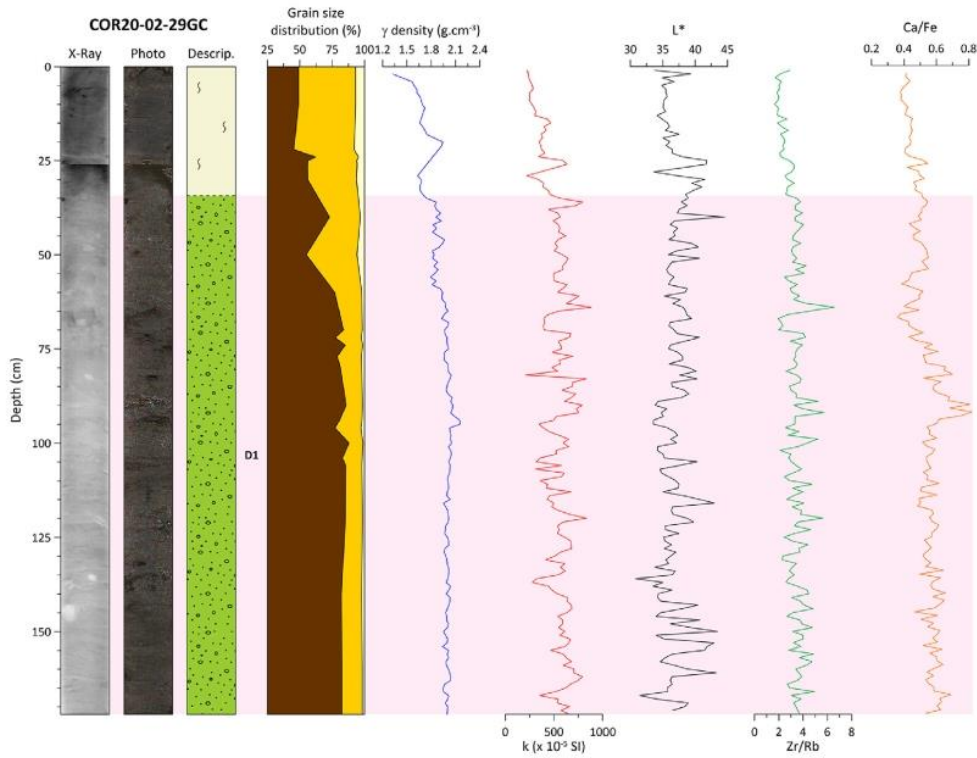 COR20-02-29GC
X-Ray Photo Descrip.
Grain size
distribution (%)
25 50 75 100
γ density (g.cm⁻³)
1.2 1.5 1.8 2.1 2.4
L*
30 35 40 45
Ca/Fe
0.2 0.4 0.6 0.8
Depth (cm)
0
25
50
75
100
125
150
D1
0 500 1000
k (x 10⁻⁵ SI)
0 2 4 6 8
Zr/Rb